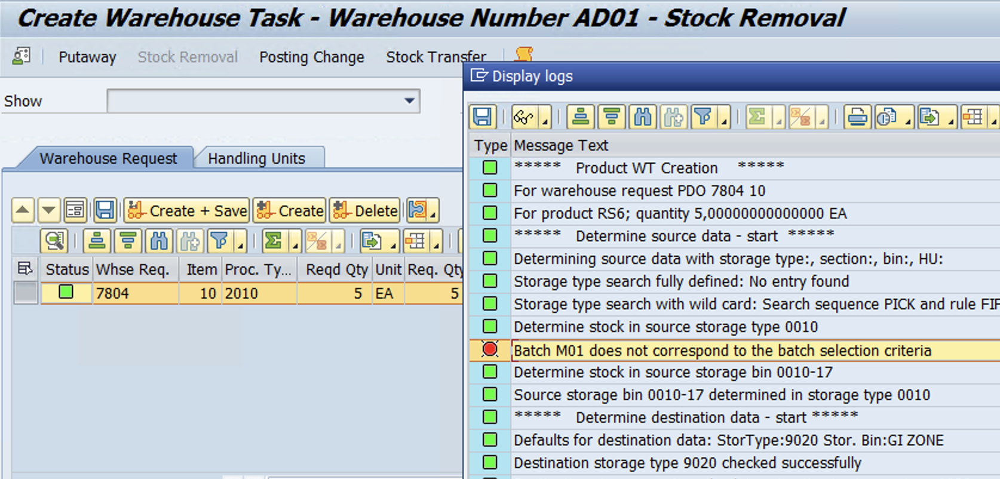 Create Warehouse Task - Warehouse Number AD01 - Stock Removal
Putaway Stock Removal Posting Change Stock Transfer
Show
Warehouse Request Handling Units
Create + Save Create Delete
Status Whse Req. Item Proc. Ty... Reqd Qty Unit Req. Qty
7804 10 2010 5 EA 5
Display logs
Type Message Text
***** Product WT Creation *****
For warehouse request PDO 7804 10
For product RS6; quantity 5,00000000000000 EA
***** Determine source data - start *****
Determining source data with storage type:, section:, bin:, HU:
Storage type search fully defined: No entry found
Storage type search with wild card: Search sequence PICK and rule FIF
Determine stock in source storage type 0010
Batch M01 does not correspond to the batch selection criteria
Determine stock in source storage bin 0010-17
Source storage bin 0010-17 determined in storage type 0010
***** Determine destination data - start *****
Defaults for destination data: StorType:9020 Stor. Bin:GI ZONE
Destination storage type 9020 checked successfully